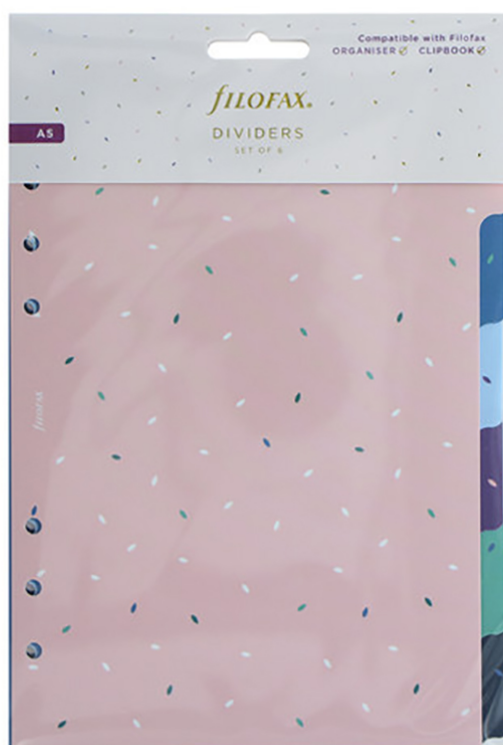 Compatible with Filofax
ORGANISER ☑ CLIPBOOK ☑
fILOFAX®
DIVIDERS
SET OF 6
A5
filofax